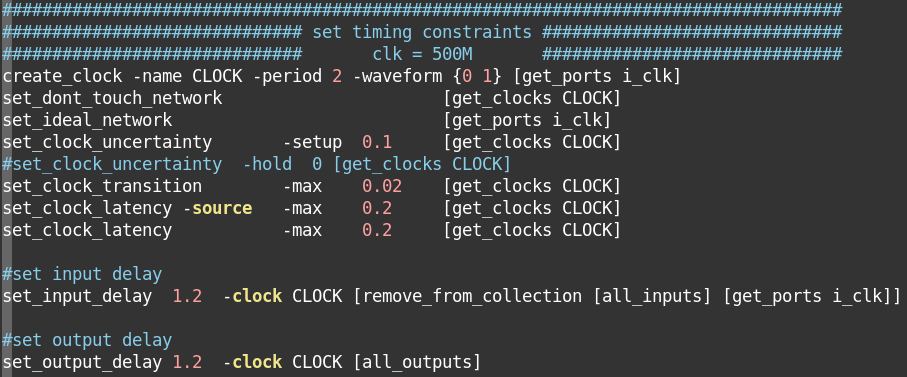 ####################################################################################
############################## set timing constraints ##############################
##############################       clk = 500M       ##############################
create_clock -name CLOCK -period 2 -waveform {0 1} [get_ports i_clk]
set_dont_touch_network                      [get_clocks CLOCK]
set_ideal_network                           [get_ports i_clk]
set_clock_uncertainty       -setup  0.1     [get_clocks CLOCK]
#set_clock_uncertainty  -hold  0 [get_clocks CLOCK]
set_clock_transition        -max    0.02    [get_clocks CLOCK]
set_clock_latency -source   -max    0.2     [get_clocks CLOCK]
set_clock_latency           -max    0.2     [get_clocks CLOCK]
#set input delay
set_input_delay  1.2  -clock CLOCK [remove_from_collection [all_inputs] [get_ports i_clk]]
#set output delay
set_output_delay 1.2  -clock CLOCK [all_outputs]